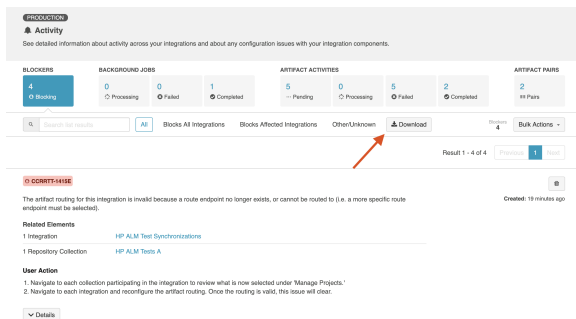 PRODUCTION
Activity
See detailed information about activity across your integrations and about any configuration issues with your integration components.
BLOCKERS BACKGROUND JOBS ARTIFACT ACTIVITIES ARTIFACT PAIRS
4 0 0 1 5 0 5 2 2
Blocking Processing Failed Completed Pending Processing Failed Completed Pairs
Search list results All Blocks All Integrations Blocks Affected Integrations Other/Unknown Download Blockers 4 Bulk Actions
Result 1 - 4 of 4 Previous 1 Next
CCRRTT-1415E
The artifact routing for this integration is invalid because a route endpoint no longer exists, or cannot be routed to (i.e. a more specific route Created: 19 minutes ago
endpoint must be selected).
Related Elements
1 Integration HP ALM Test Synchronizations
1 Repository Collection HP ALM Tests A
User Action
1. Navigate to each collection participating in the integration to review what is now selected under 'Manage Projects.'
2. Navigate to each integration and reconfigure the artifact routing. Once the routing is valid, this issue will clear.
Details